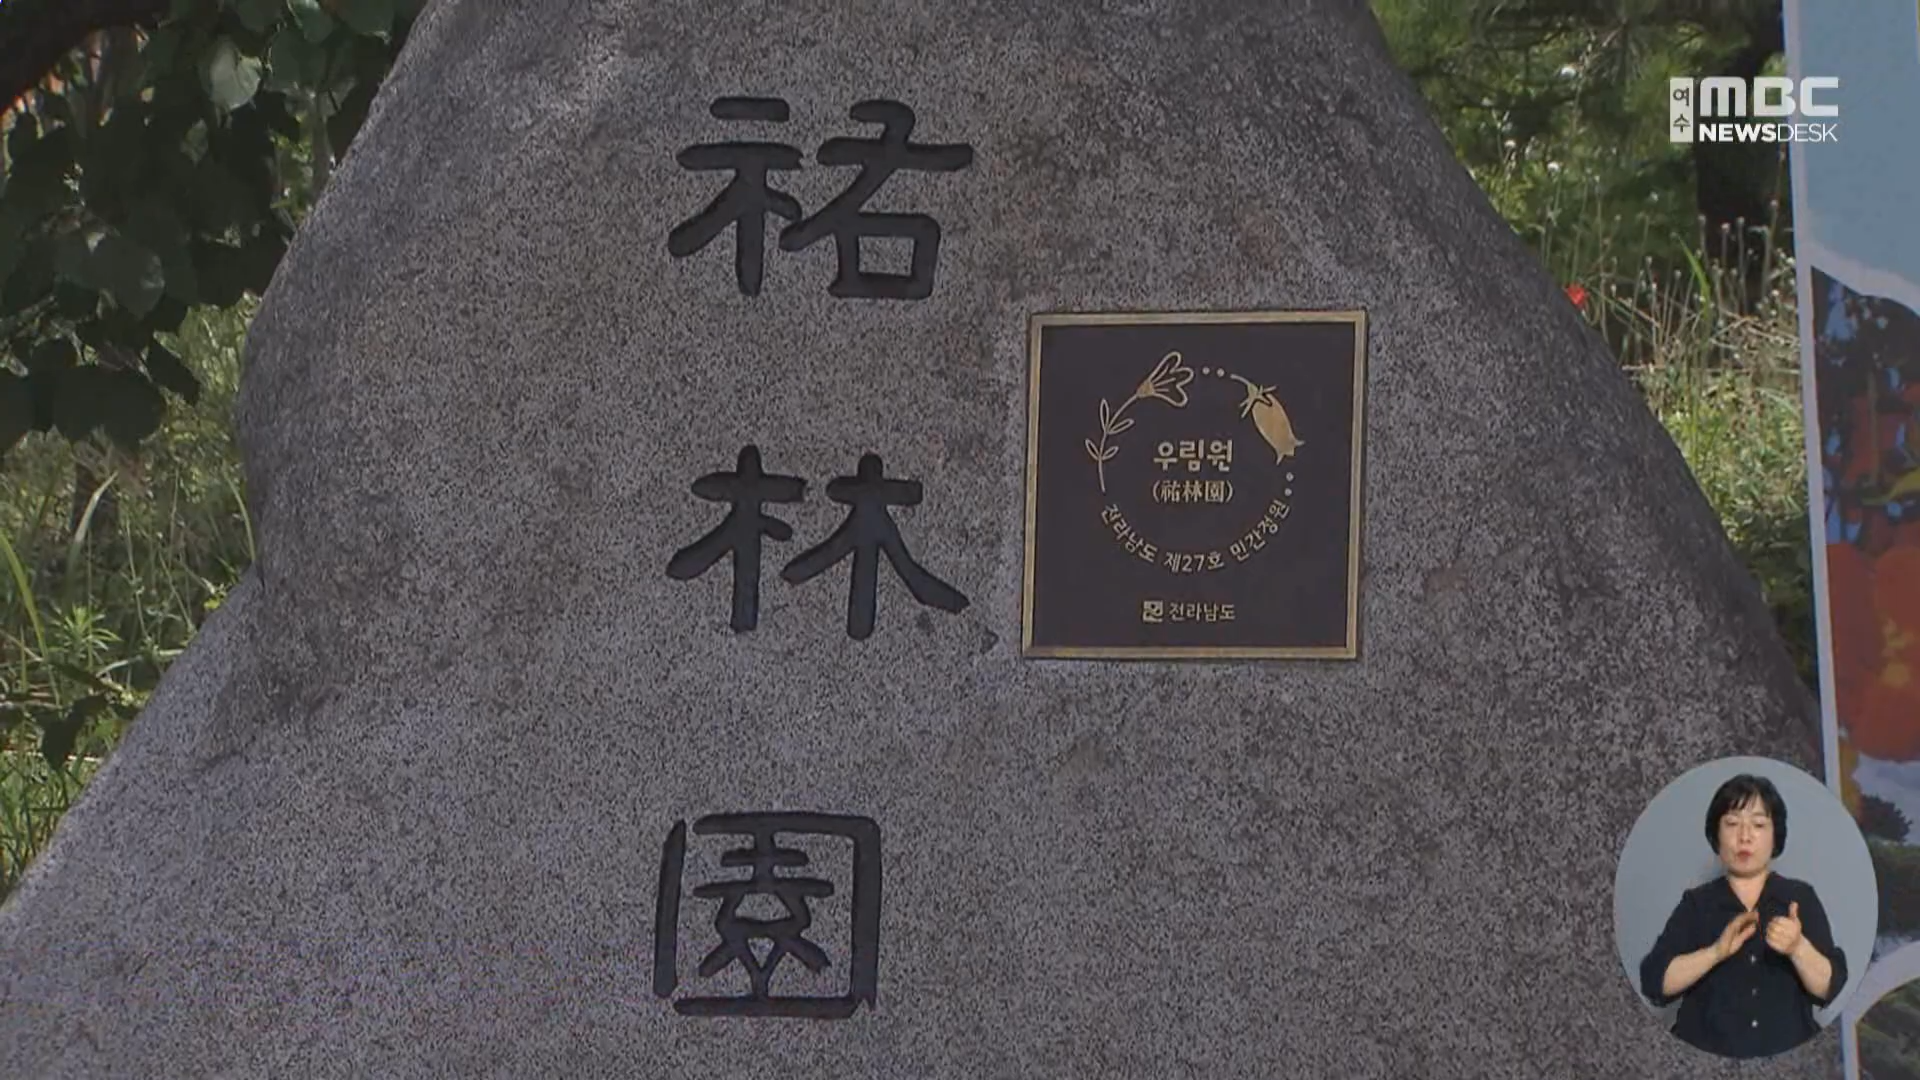 祐
林
園
우림원
(祐林園)
전라남도 제27호 민간정원
전라남도
여수 MBC
NEWSDESK